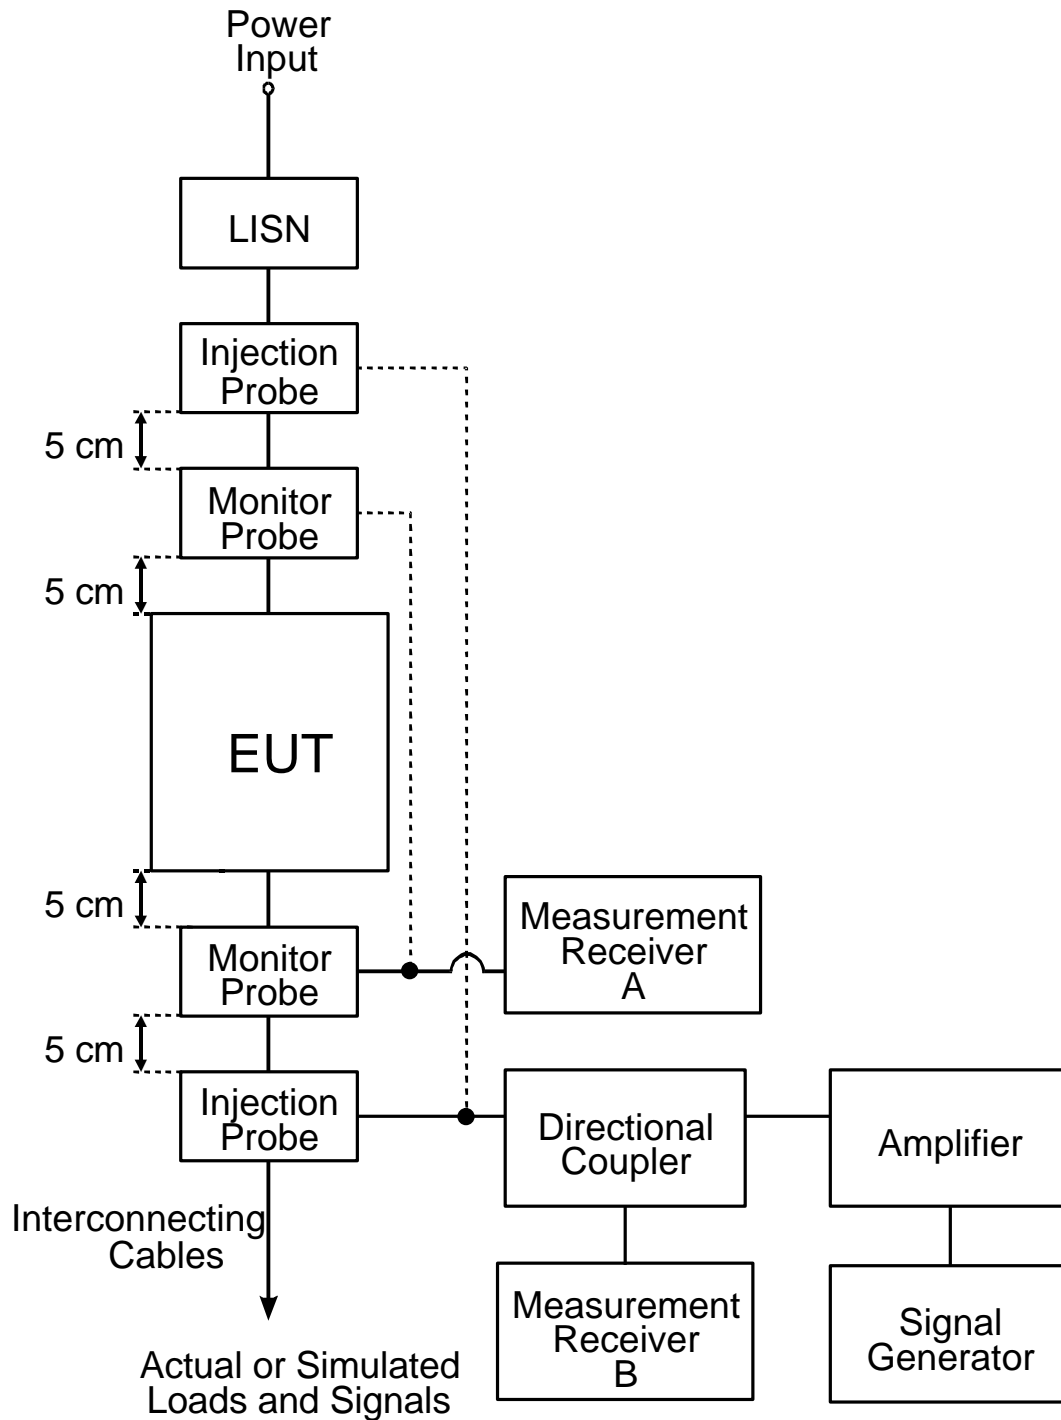 Power
Input
LISN
Injection
Probe
5 cm
Monitor
Probe
5 cm
EUT
5 cm
Monitor
Probe
Measurement
Receiver
A
5 cm
Injection
Probe
Directional
Coupler
Amplifier
Interconnecting
Cables
Measurement
Receiver
B
Signal
Generator
Actual or Simulated
Loads and Signals